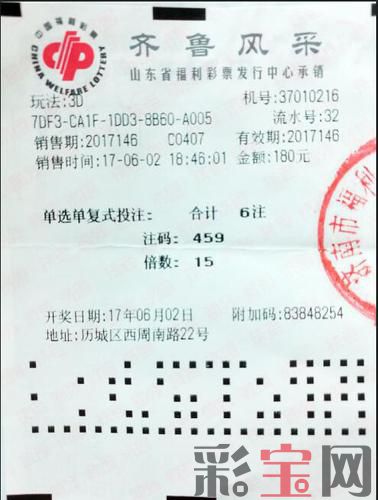 中国福利彩票
CHINA WELFARE LOTTERY
齐鲁风采
山东省福利彩票发行中心承销
玩法:3D 机号:37010216
7DF3-CA1F-1DD3-8B60-A005 流水号:32
销售期:2017146 C0407 有效期:2017146
销售时间:17-06-02 18:46:01 金额:180元
单选单复式投注: 合计 6注
注码: 459
倍数: 15
济南市福利
开奖日期:17年06月02日 附加码:83848254
地址:历城区西周南路22号
彩宝网